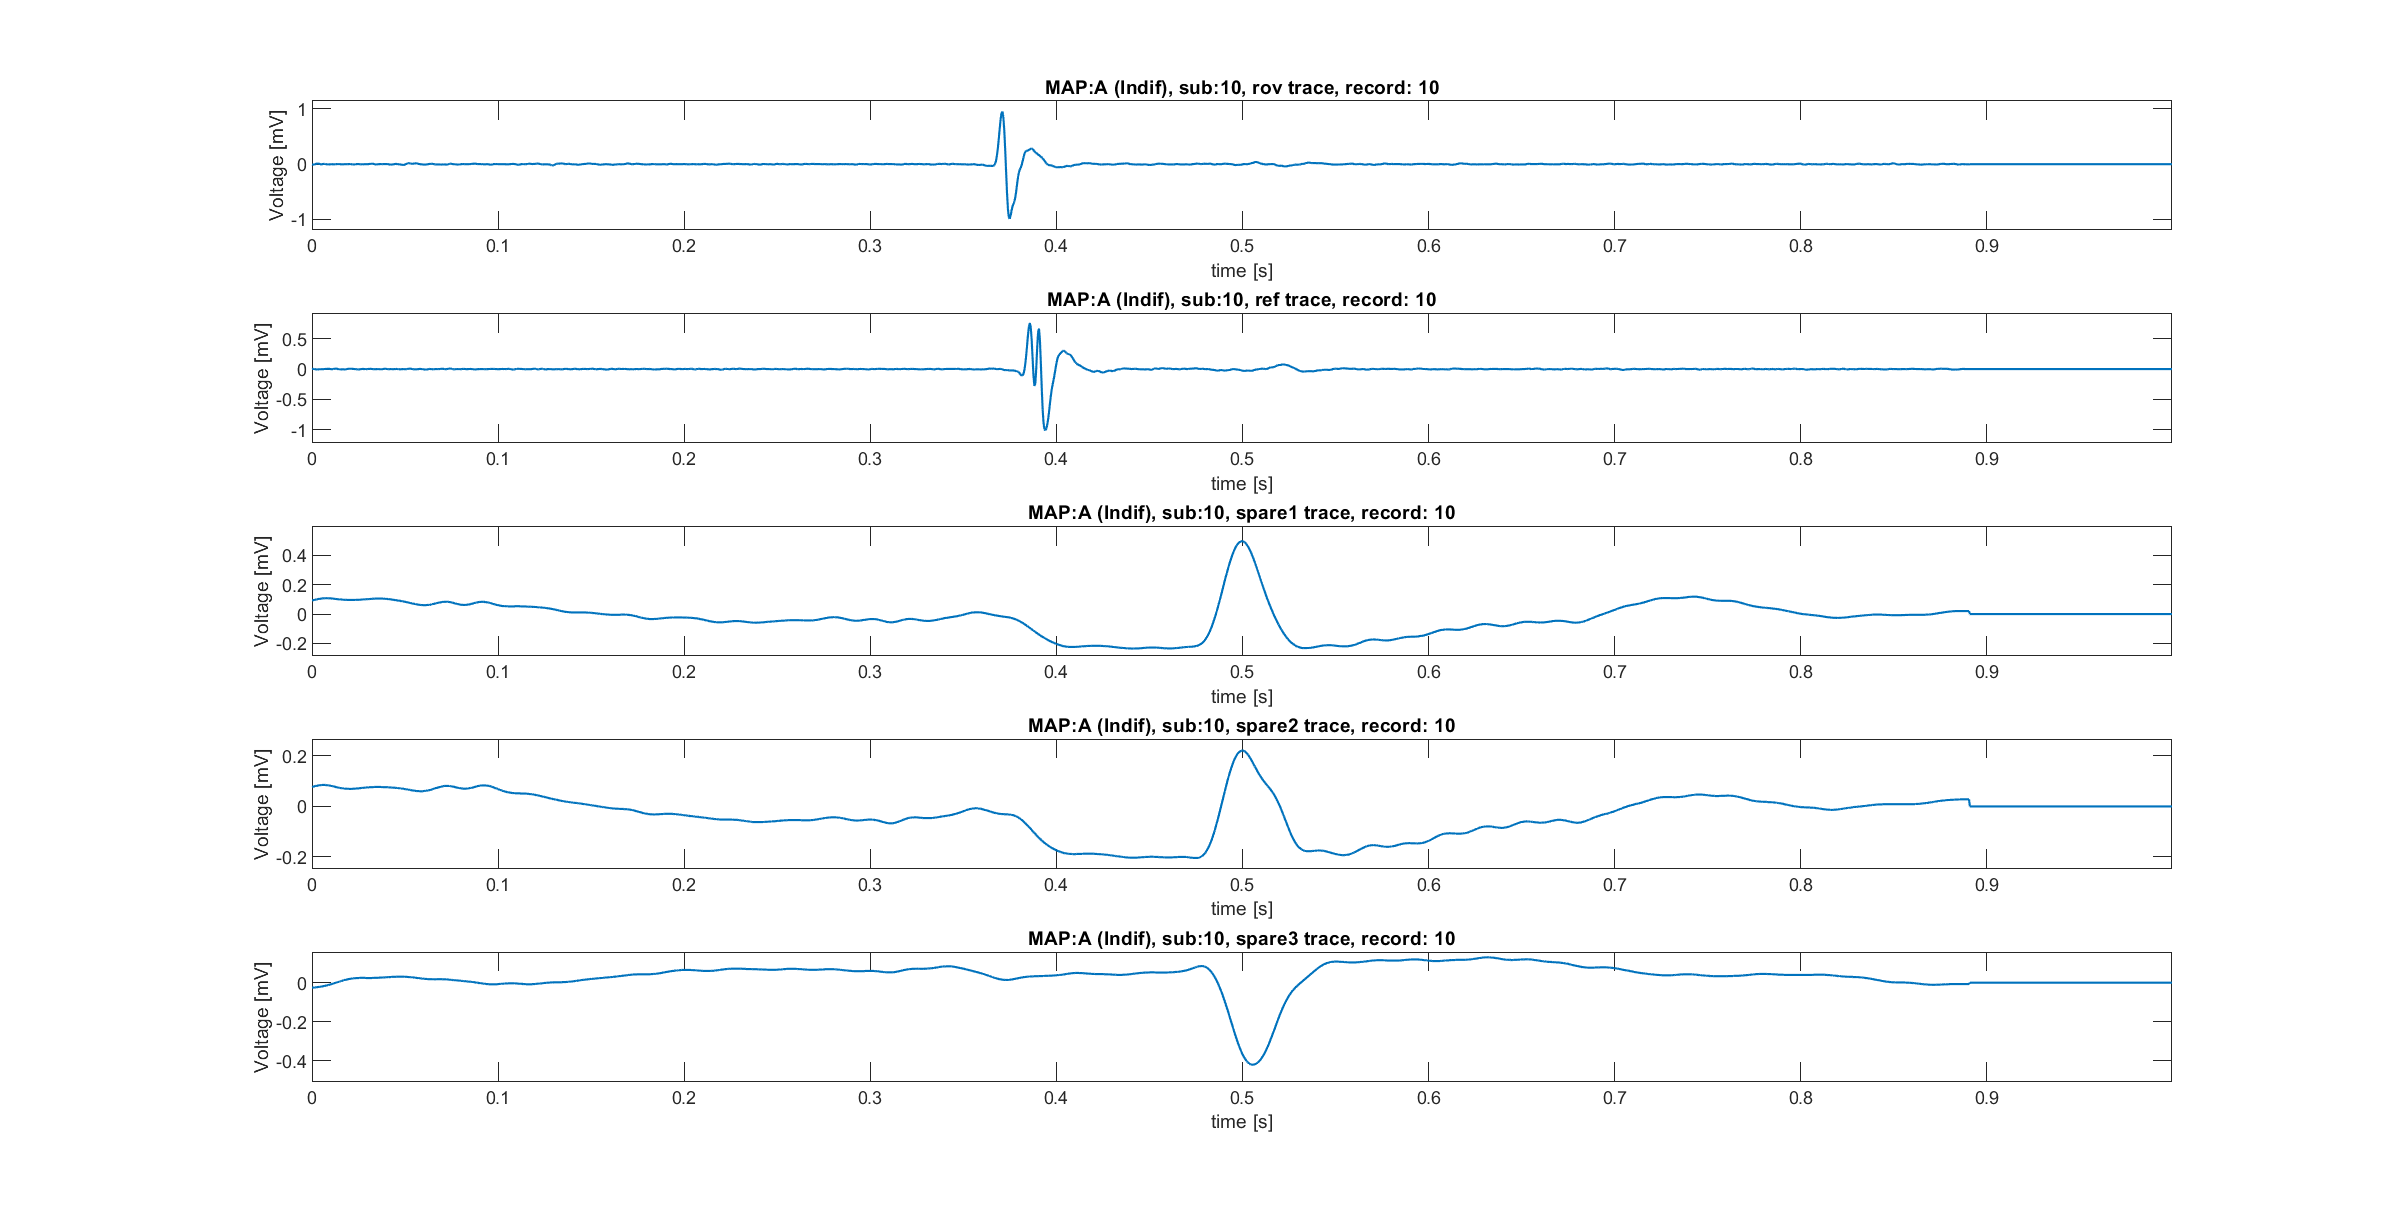 MAP:A (Indif), sub:10, rov trace, record: 10
Voltage [mV]
1
0
-1
0 0.1 0.2 0.3 0.4 0.5 0.6 0.7 0.8 0.9
time [s]
MAP:A (Indif), sub:10, ref trace, record: 10
Voltage [mV]
0.5
0
-0.5
-1
0 0.1 0.2 0.3 0.4 0.5 0.6 0.7 0.8 0.9
time [s]
MAP:A (Indif), sub:10, spare1 trace, record: 10
Voltage [mV]
0.4
0.2
0
-0.2
0 0.1 0.2 0.3 0.4 0.5 0.6 0.7 0.8 0.9
time [s]
MAP:A (Indif), sub:10, spare2 trace, record: 10
Voltage [mV]
0.2
0
-0.2
0 0.1 0.2 0.3 0.4 0.5 0.6 0.7 0.8 0.9
time [s]
MAP:A (Indif), sub:10, spare3 trace, record: 10
Voltage [mV]
0
-0.2
-0.4
0 0.1 0.2 0.3 0.4 0.5 0.6 0.7 0.8 0.9
time [s]